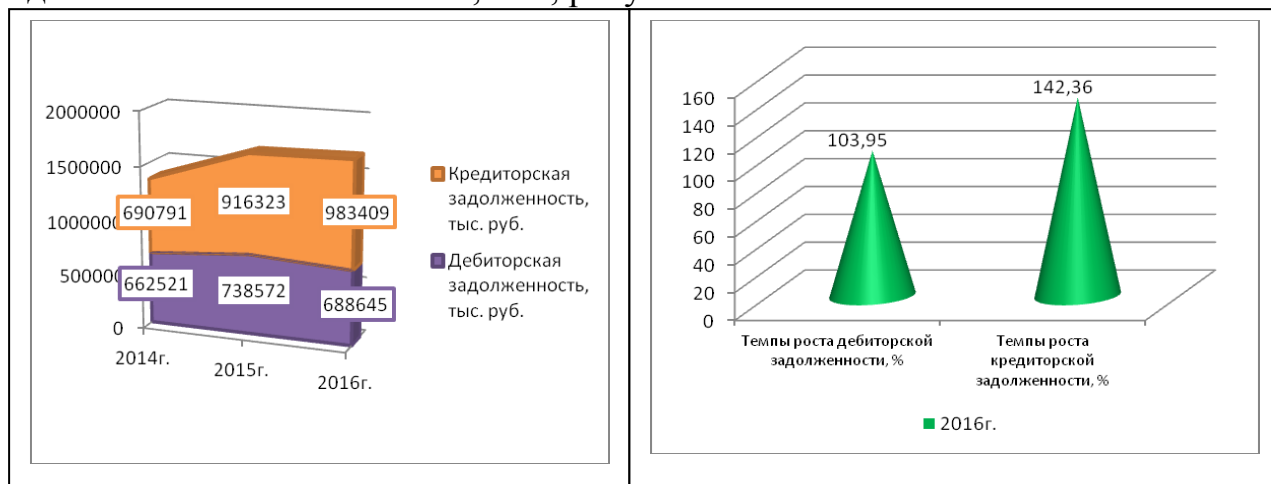 2000000
1500000
1000000
500000
0
690791
916323
983409
662521
738572
688645
2014г.
2015г.
2016г.
Кредиторская
задолженность,
тыс. руб.
Дебиторская
задолженность,
тыс. руб.
160
140
120
100
80
60
40
20
0
103,95
142,36
Темпы роста дебиторской
задолженности, %
Темпы роста
кредиторской
задолженности, %
2016г.